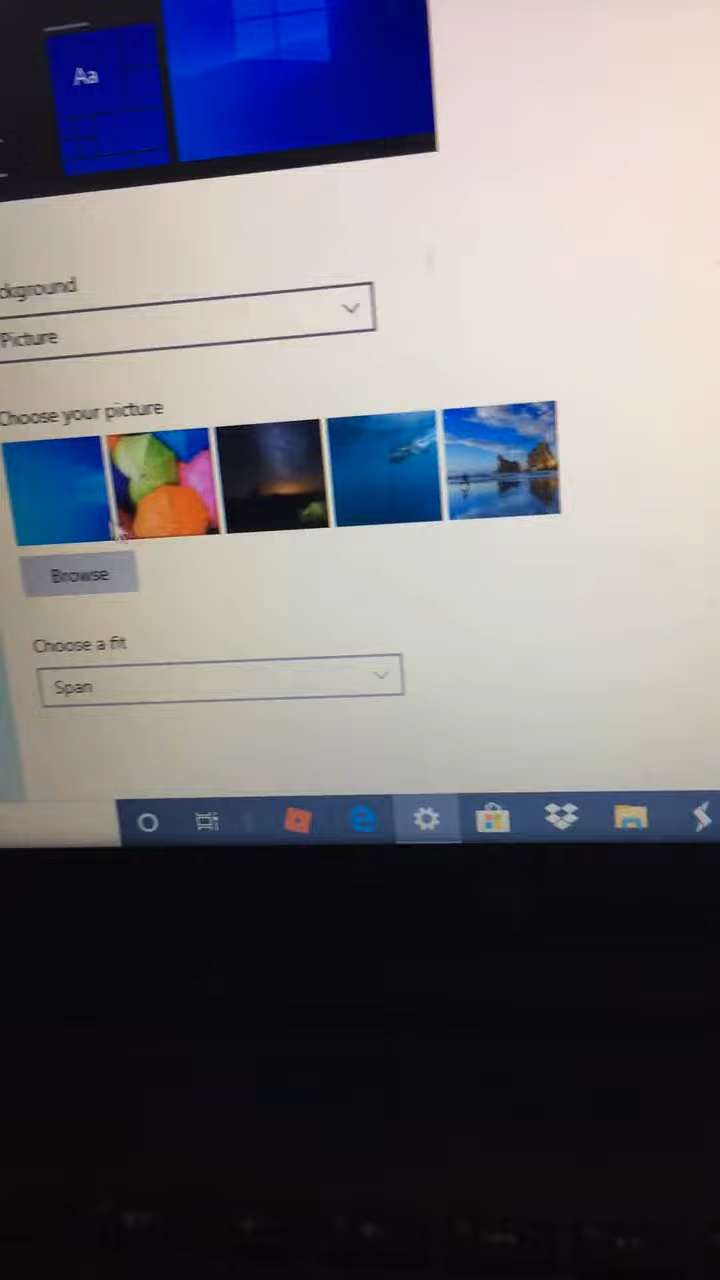 Aa
ckground
Picture
Choose your picture
Browse
Choose a fit
Span